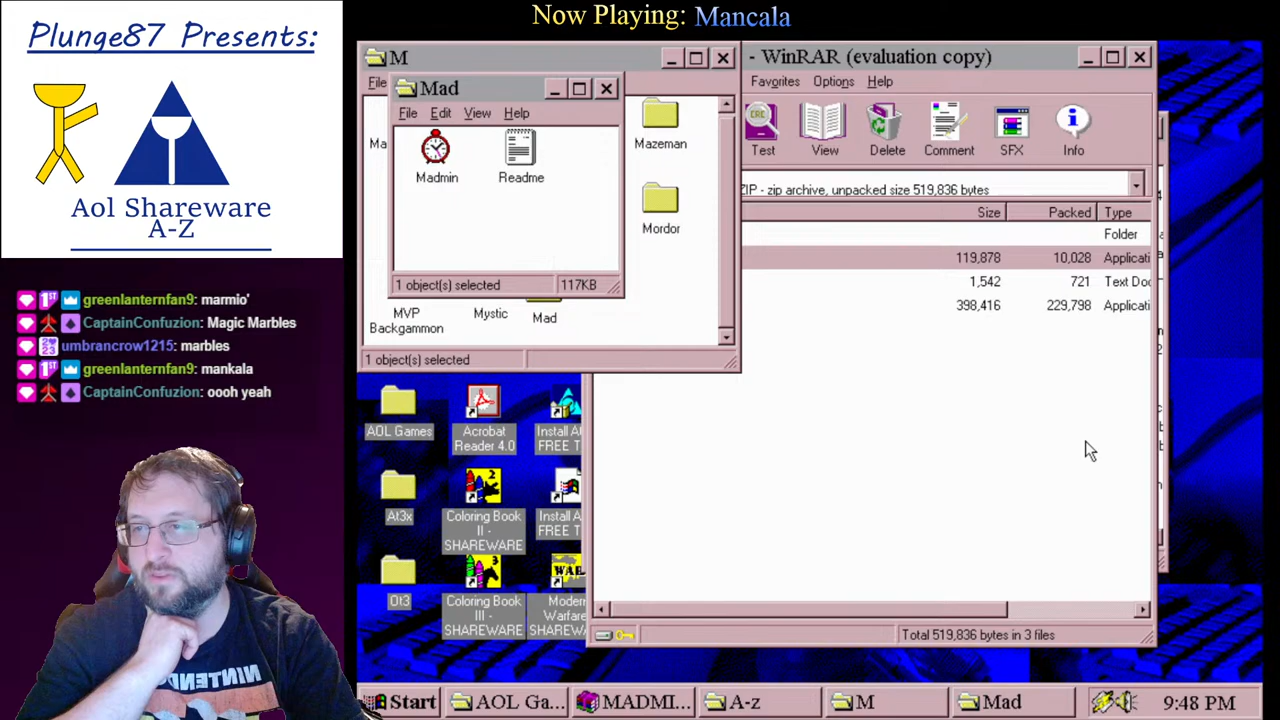 Now Playing: Mancala
Plunge87 Presents:
Aol Shareware
A-Z
greenlanternfan9: marmio'
CaptainConfuzion: Magic Marbles
umbrancrow1215: marbles
greenlanternfan9: mankala
CaptainConfuzion: oooh yeah
M
File
Mad
File Edit View Help
Madmin
Readme
1 object(s) selected
117KB
Ma
Mazeman
Mordor
MVP
Backgammon
Mystic
Mad
1 object(s) selected
- WinRAR (evaluation copy)
Favorites Options Help
Test View Delete Comment SFX Info
ZIP - zip archive, unpacked size 519,836 bytes
Size Packed Type
Folder
119,878 10,028 Applicati
1,542 721 Text Doc
398,416 229,798 Applicati
Total 519,836 bytes in 3 files
AOL Games
Acrobat
Reader 4.0
Install A
FREE T
At3x
Coloring Book
II -
SHAREWARE
Install A
FREE T
Ot3
Coloring Book
III -
SHAREWARE
WAR
Modern
Warfare
SHAREW
NINTENDO
Start
AOL Ga...
MADMI...
A-z
M
Mad
9:48 PM